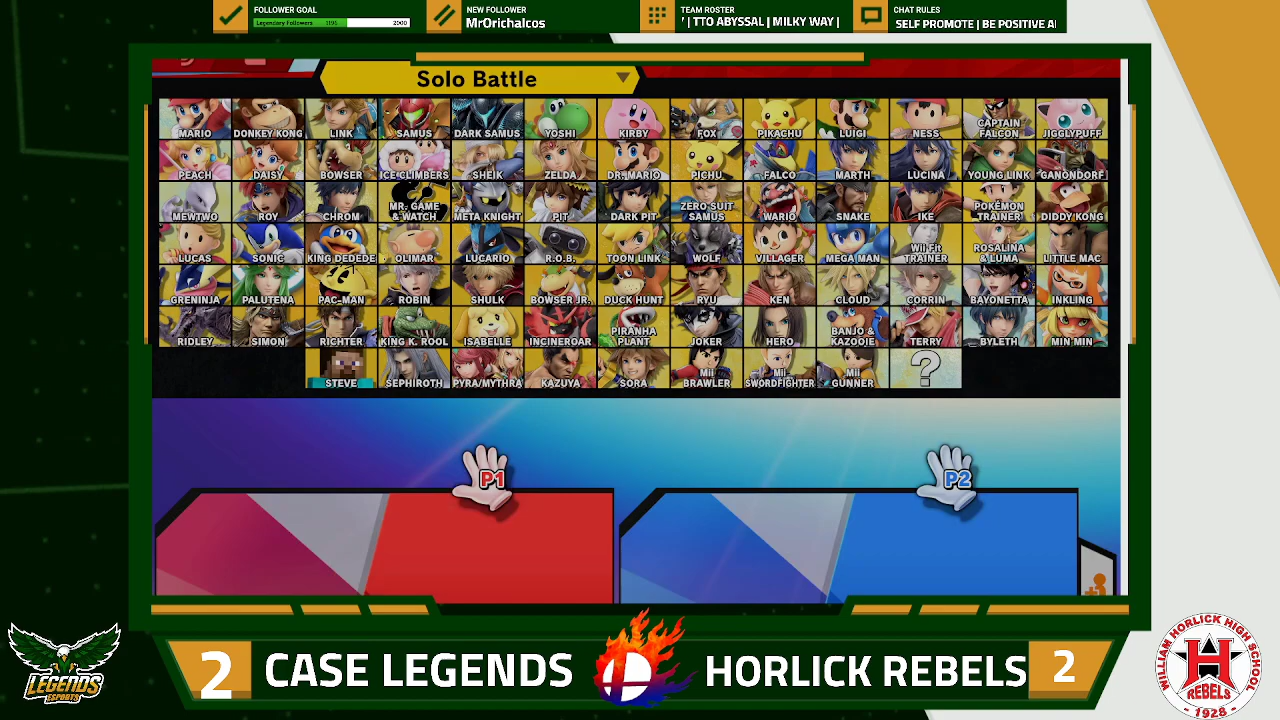 FOLLOWER GOAL
Legendary Followers 1195 2000
NEW FOLLOWER
MrOrichalcos
TEAM ROSTER
' | TTO ABYSSAL | MILKY WAY |
CHAT RULES
SELF PROMOTE | BE POSITIVE A
Solo Battle
MARIO DONKEY KONG LINK SAMUS DARK SAMUS YOSHI KIRBY FOX PIKACHU LUIGI NESS CAPTAIN FALCON JIGGLYPUFF
PEACH DAISY BOWSER ICE CLIMBERS SHEIK ZELDA DR. MARIO PICHU FALCO MARTH LUCINA YOUNG LINK GANONDORF
MEWTWO ROY CHROM MR. GAME & WATCH META KNIGHT PIT DARK PIT ZERO SUIT SAMUS WARIO SNAKE IKE POKÉMON TRAINER DIDDY KONG
LUCAS SONIC KING DEDEDE OLIMAR LUCARIO R.O.B. TOON LINK WOLF VILLAGER MEGA MAN Wii Fit TRAINER ROSALINA & LUMA LITTLE MAC
GRENINJA PALUTENA PAC-MAN ROBIN SHULK BOWSER JR. DUCK HUNT RYU KEN CLOUD CORRIN BAYONETTA INKLING
RIDLEY SIMON RICHTER KING K. ROOL ISABELLE INCINEROAR PIRANHA PLANT JOKER HERO BANJO & KAZOOIE TERRY BYLETH MIN MIN
STEVE SEPHIROTH PYRA/MYTHRA KAZUYA SORA Mii BRAWLER Mii SWORDFIGHTER Mii GUNNER ?
P1
P2
LEGENDS
ESPORTS
2 CASE LEGENDS
HORLICK REBELS 2
WILLIAM HORLICK HIGH SCHOOL
H
REBELS
1928